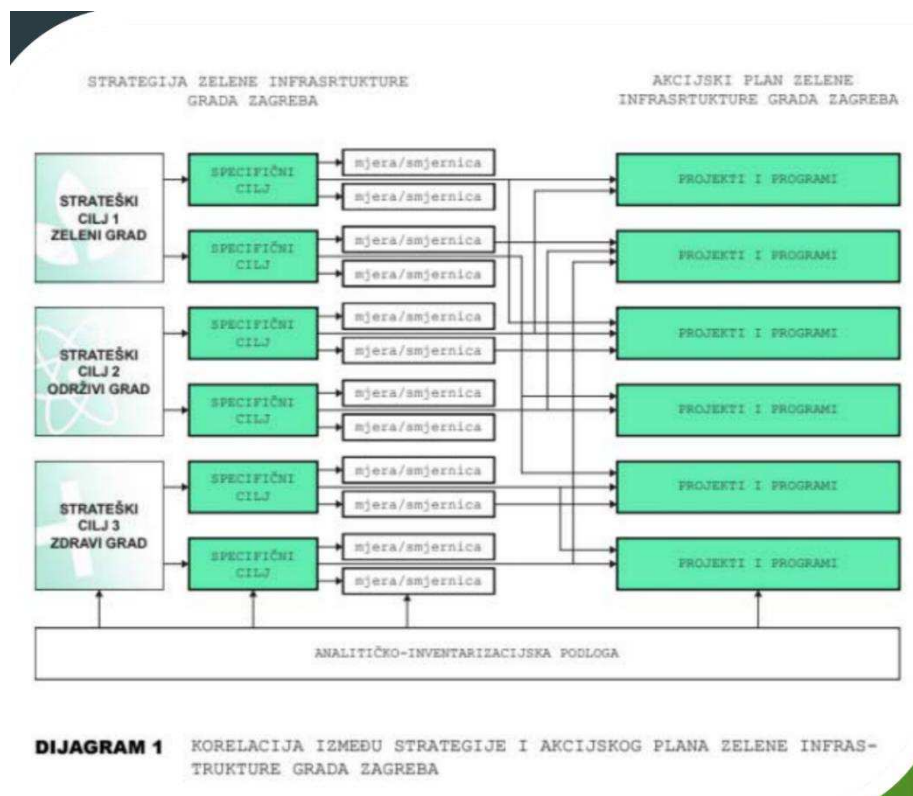 STRATEGIJA ZELENE INFRASRTUKTURE
GRADA ZAGREBA
AKCIJSKI PLAN ZELENE
INFRASRTUKTURE GRADA ZAGREBA
STRATEŠKI
CILJ 1
ZELENI GRAD
SPECIFIČNI
CILJ
mjera/smjernica
mjera/smjernica
PROJEKTI I PROGRAMI
SPECIFIČNI
CILJ
mjera/smjernica
mjera/smjernica
PROJEKTI I PROGRAMI
STRATEŠKI
CILJ 2
ODRŽIVI GRAD
SPECIFIČNI
CILJ
mjera/smjernica
mjera/smjernica
PROJEKTI I PROGRAMI
SPECIFIČNI
CILJ
mjera/smjernica
mjera/smjernica
PROJEKTI I PROGRAMI
STRATEŠKI
CILJ 3
ZDRAVI GRAD
SPECIFIČNI
CILJ
mjera/smjernica
mjera/smjernica
PROJEKTI I PROGRAMI
SPECIFIČNI
CILJ
mjera/smjernica
mjera/smjernica
PROJEKTI I PROGRAMI
ANALITIČKO-INVENTARIZACIJSKA PODLOGA
DIJAGRAM 1 KORELACIJA IZMEĐU STRATEGIJE I AKCIJSKOG PLANA ZELENE INFRAS-
TRUKTURE GRADA ZAGREBA